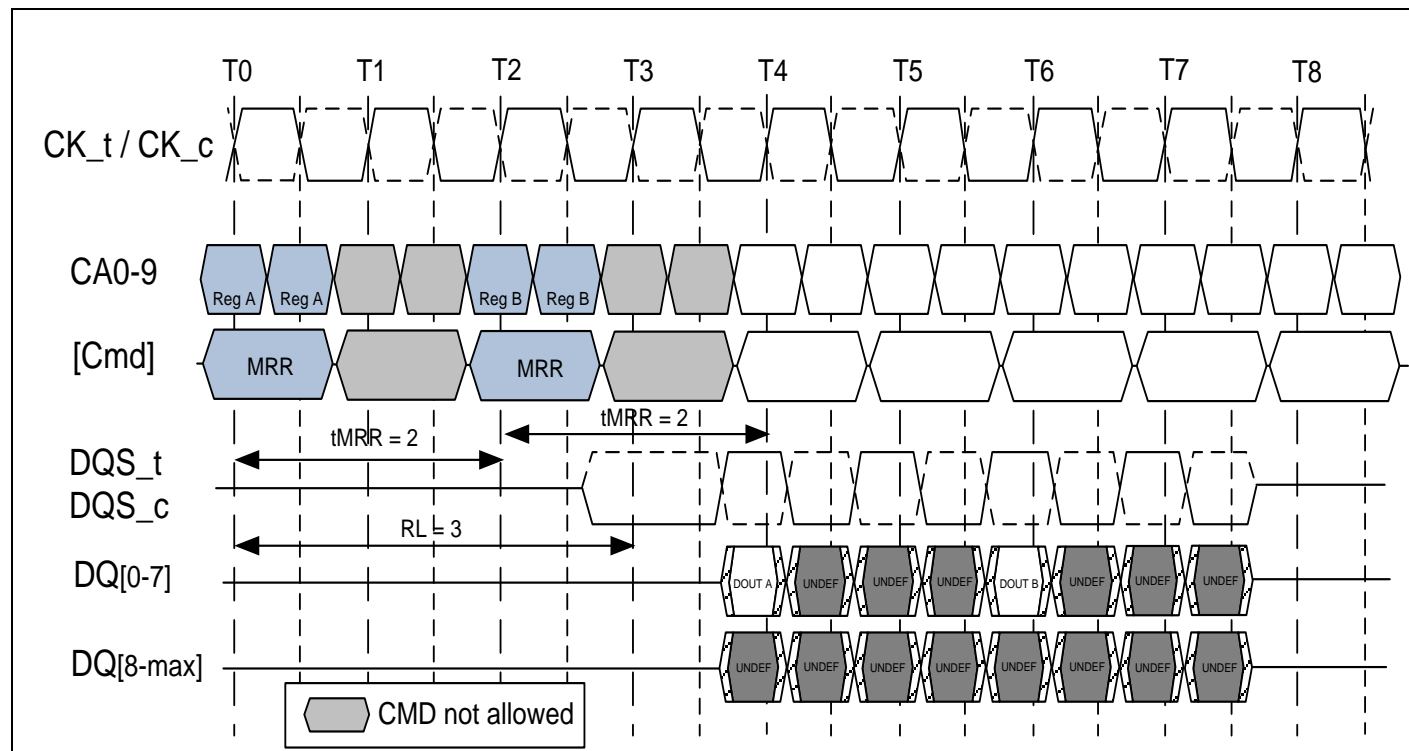 T0 T1 T2 T3 T4 T5 T6 T7 T8
CK_t / CK_c
CA0-9
Reg A Reg A Reg B Reg B
[Cmd]
MRR MRR
tMRR = 2
tMRR = 2
DQS_t
DQS_c
RL = 3
DQ[0-7]
DOUT A UNDEF UNDEF UNDEF DOUT B UNDEF UNDEF UNDEF
DQ[8-max]
UNDEF UNDEF UNDEF UNDEF UNDEF UNDEF UNDEF UNDEF
CMD not allowed